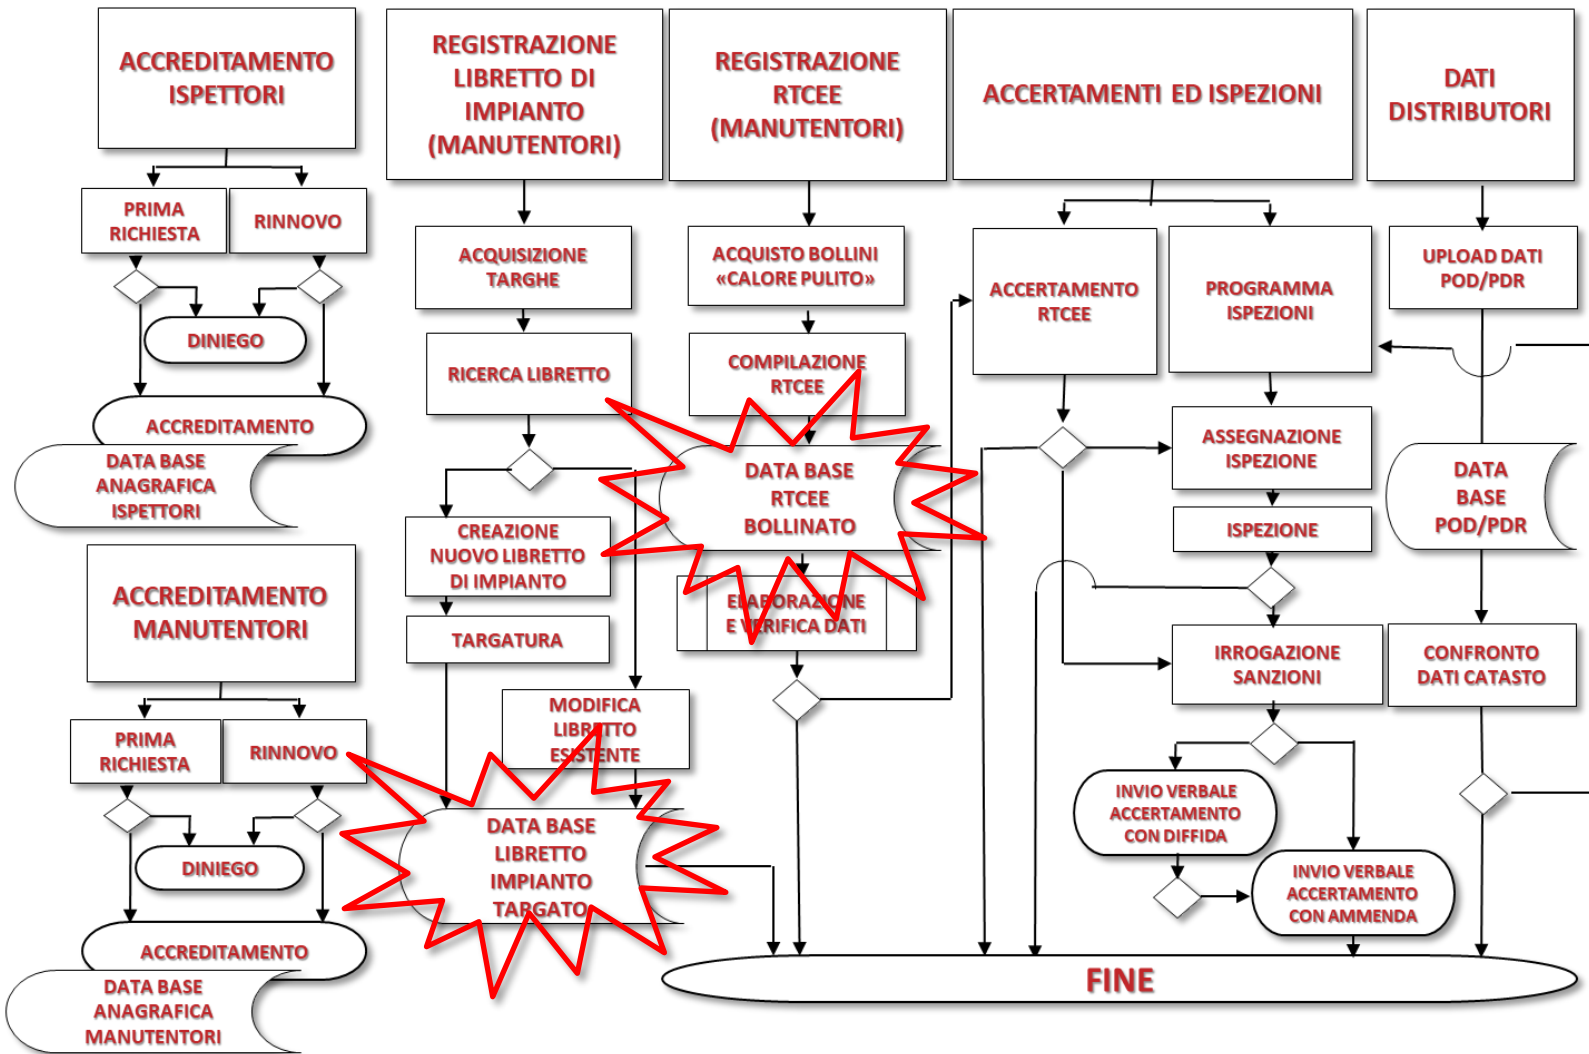 ACCREDITAMENTO
ISPETTORI
PRIMA
RICHIESTA
RINNOVO
DINIEGO
ACCREDITAMENTO
DATA BASE
ANAGRAFICA
ISPETTORI
ACCREDITAMENTO
MANUTENTORI
PRIMA
RICHIESTA
RINNOVO
DINIEGO
ACCREDITAMENTO
DATA BASE
ANAGRAFICA
MANUTENTORI
REGISTRAZIONE
LIBRETTO DI
IMPIANTO
(MANUTENTORI)
ACQUISIZIONE
TARGHE
RICERCA LIBRETTO
CREAZIONE
NUOVO LIBRETTO
DI IMPIANTO
TARGATURA
MODIFICA
LIBRETTO
ESISTENTE
DATA BASE
LIBRETTO
IMPIANTO
TARGATO
REGISTRAZIONE
RTCEE
(MANUTENTORI)
ACQUISTO BOLLINI
«CALORE PULITO»
COMPILAZIONE
RTCEE
DATA BASE
RTCEE
BOLLINATO
ELABORAZIONE
E VERIFICA DATI
ACCERTAMENTI ED ISPEZIONI
ACCERTAMENTO
RTCEE
PROGRAMMA
ISPEZIONI
ASSEGNAZIONE
ISPEZIONE
ISPEZIONE
IRROGAZIONE
SANZIONI
INVIO VERBALE
ACCERTAMENTO
CON DIFFIDA
INVIO VERBALE
ACCERTAMENTO
CON AMMENDA
DATI
DISTRIBUTORI
UPLOAD DATI
POD/PDR
DATA
BASE
POD/PDR
CONFRONTO
DATI CATASTO
FINE